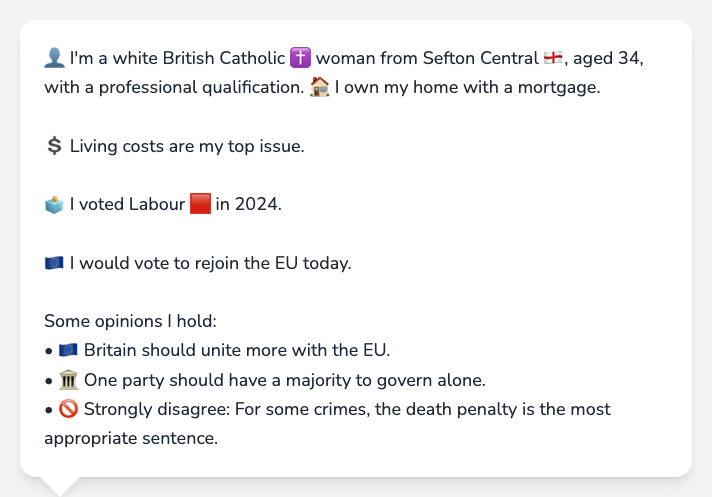 👤 I'm a white British Catholic ✝️ woman from Sefton Central 🏴󠁧󠁢󠁥󠁮󠁧󠁿, aged 34,
with a professional qualification. 🏠 I own my home with a mortgage.
💲 Living costs are my top issue.
🗳️ I voted Labour 🟥 in 2024.
🇪🇺 I would vote to rejoin the EU today.
Some opinions I hold:
• 🇪🇺 Britain should unite more with the EU.
• 🏛️ One party should have a majority to govern alone.
• 🚫 Strongly disagree: For some crimes, the death penalty is the most
appropriate sentence.